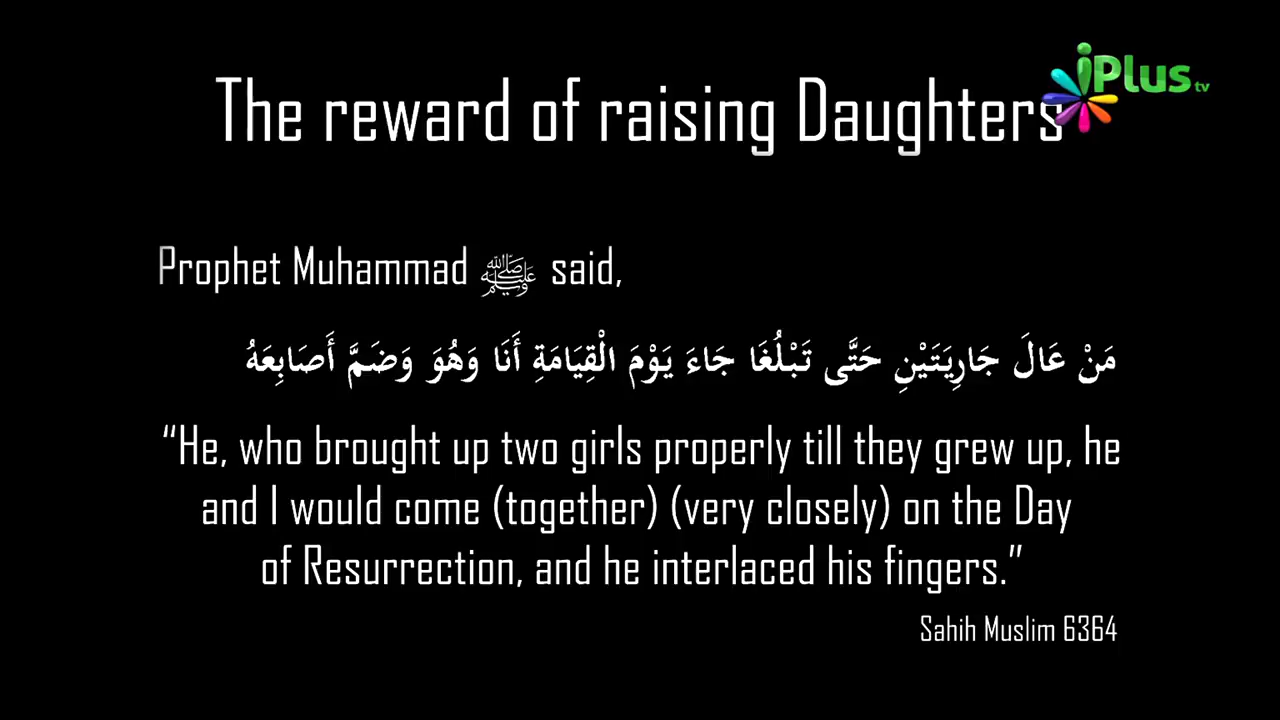 The reward of raising Daughters
iPlus tv
Prophet Muhammad ﷺ said,
مَنْ عَالَ جَارِيَتَيْنِ حَتَّى تَبْلُغَا جَاءَ يَوْمَ الْقِيَامَةِ أَنَا وَهُوَ وَضَمَّ أَصَابِعَهُ
“He, who brought up two girls properly till they grew up, he
and I would come (together) (very closely) on the Day
of Resurrection, and he interlaced his fingers.”
Sahih Muslim 6364